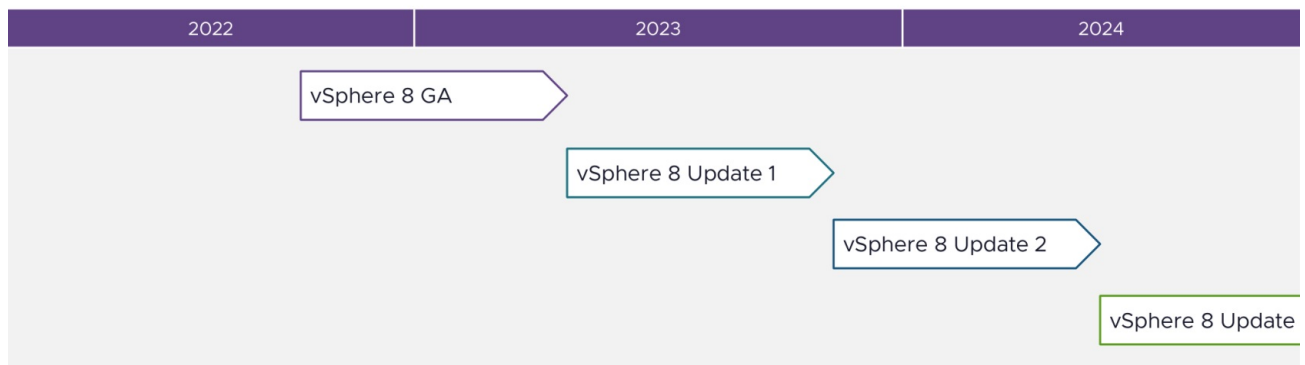 2022 2023 2024
vSphere 8 GA
vSphere 8 Update 1
vSphere 8 Update 2
vSphere 8 Update